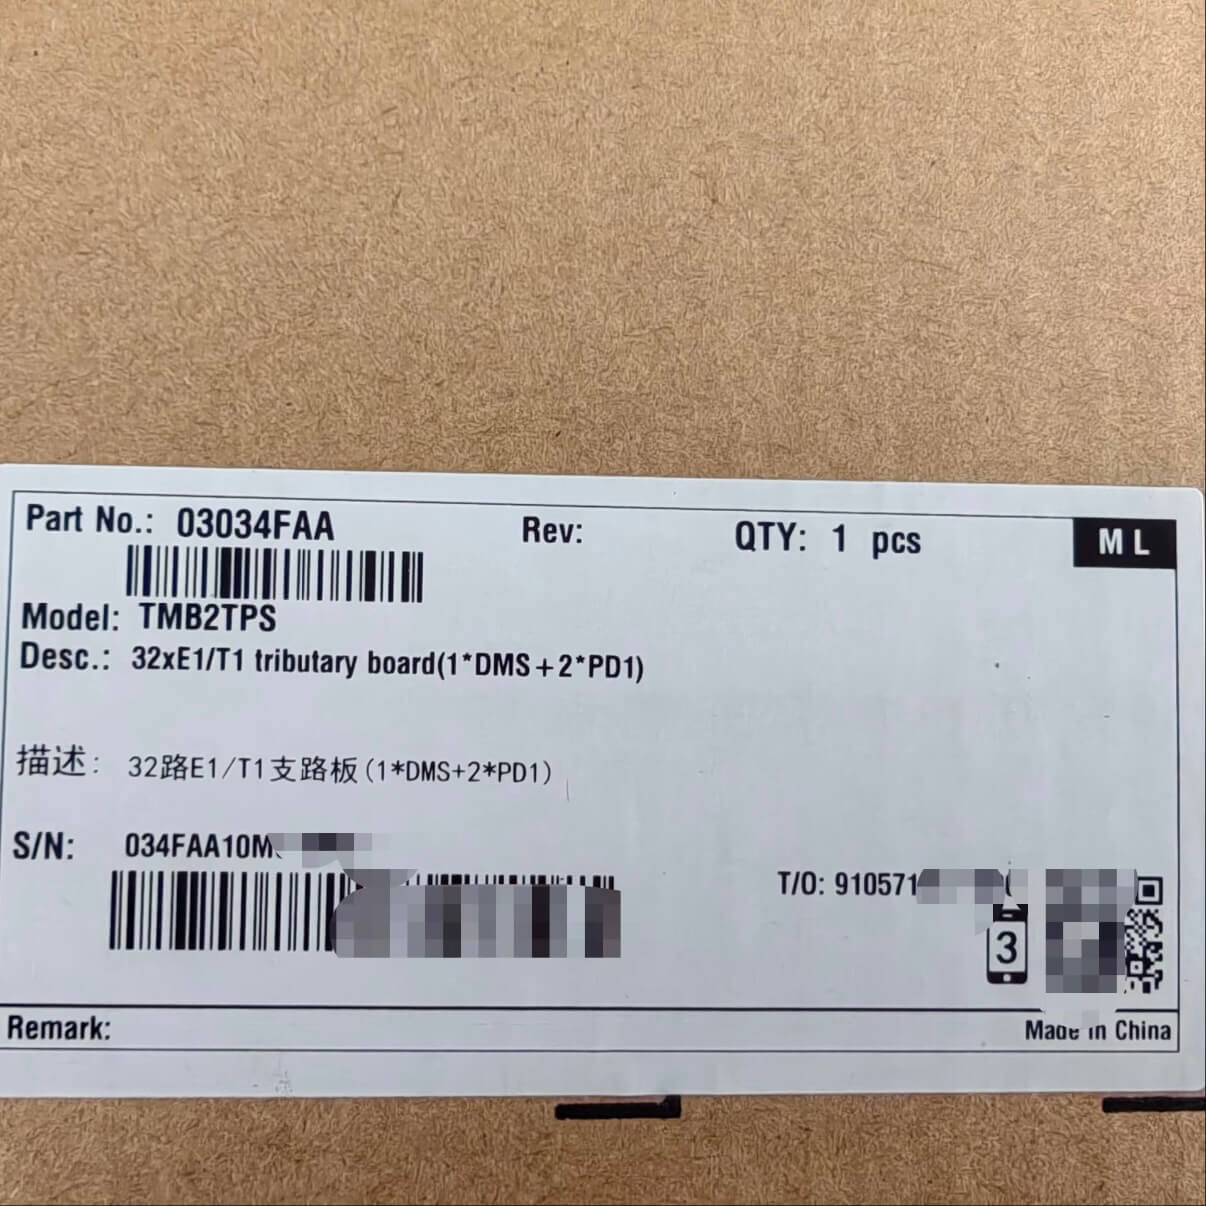 Part No.: 03034FAA Rev: QTY: 1 pcs ML
Model: TMB2TPS
Desc.: 32xE1/T1 tributary board(1*DMS+2*PD1)
描述: 32路E1/T1支路板(1*DMS+2*PD1)
S/N: 034FAA10M
T/O: 910571
3
Remark: Made in China